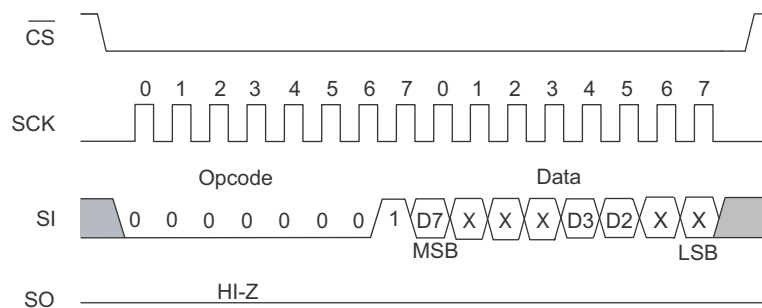 CS
0 1 2 3 4 5 6 7 0 1 2 3 4 5 6 7
SCK
Opcode Data
SI 0 0 0 0 0 0 0 1 D7 X X X D3 D2 X X
MSB LSB
HI-Z
SO